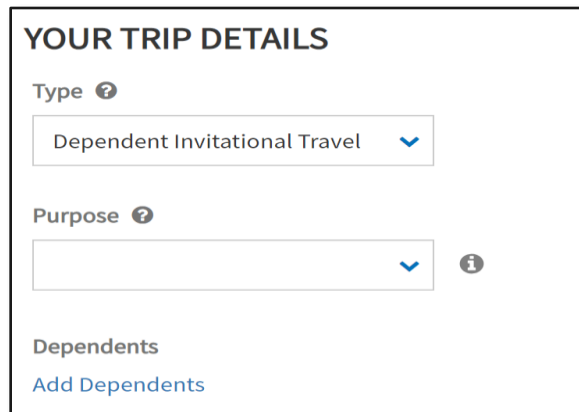 YOUR TRIP DETAILS
Type
Dependent Invitational Travel
Purpose
Dependents
Add Dependents